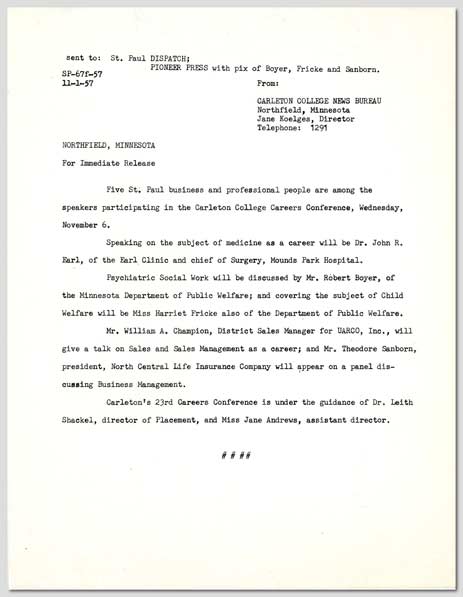 sent to: St. Paul DISPATCH;
PIONEER PRESS with pix of Boyer, Fricke and Sanborn.
SP-67f-57
11-1-57
From:
CARLETON COLLEGE NEWS BUREAU
Northfield, Minnesota
Jane Koelges, Director
Telephone: 1291
NORTHFIELD, MINNESOTA
For Immediate Release
Five St. Paul business and professional people are among the
speakers participating in the Carleton College Careers Conference, Wednesday,
November 6.
Speaking on the subject of medicine as a career will be Dr. John R.
Earl, of the Earl Clinic and chief of Surgery, Mounds Park Hospital.
Psychiatric Social Work will be discussed by Mr. Robert Boyer, of
the Minnesota Department of Public Welfare; and covering the subject of Child
Welfare will be Miss Harriet Fricke also of the Department of Public Welfare.
Mr. William A. Champion, District Sales Manager for UARCO, Inc., will
give a talk on Sales and Sales Management as a career; and Mr. Theodore Sanborn,
president, North Central Life Insurance Company will appear on a panel dis-
cussing Business Management.
Carleton's 23rd Careers Conference is under the guidance of Dr. Leith
Shackel, director of Placement, and Miss Jane Andrews, assistant director.
# # # #